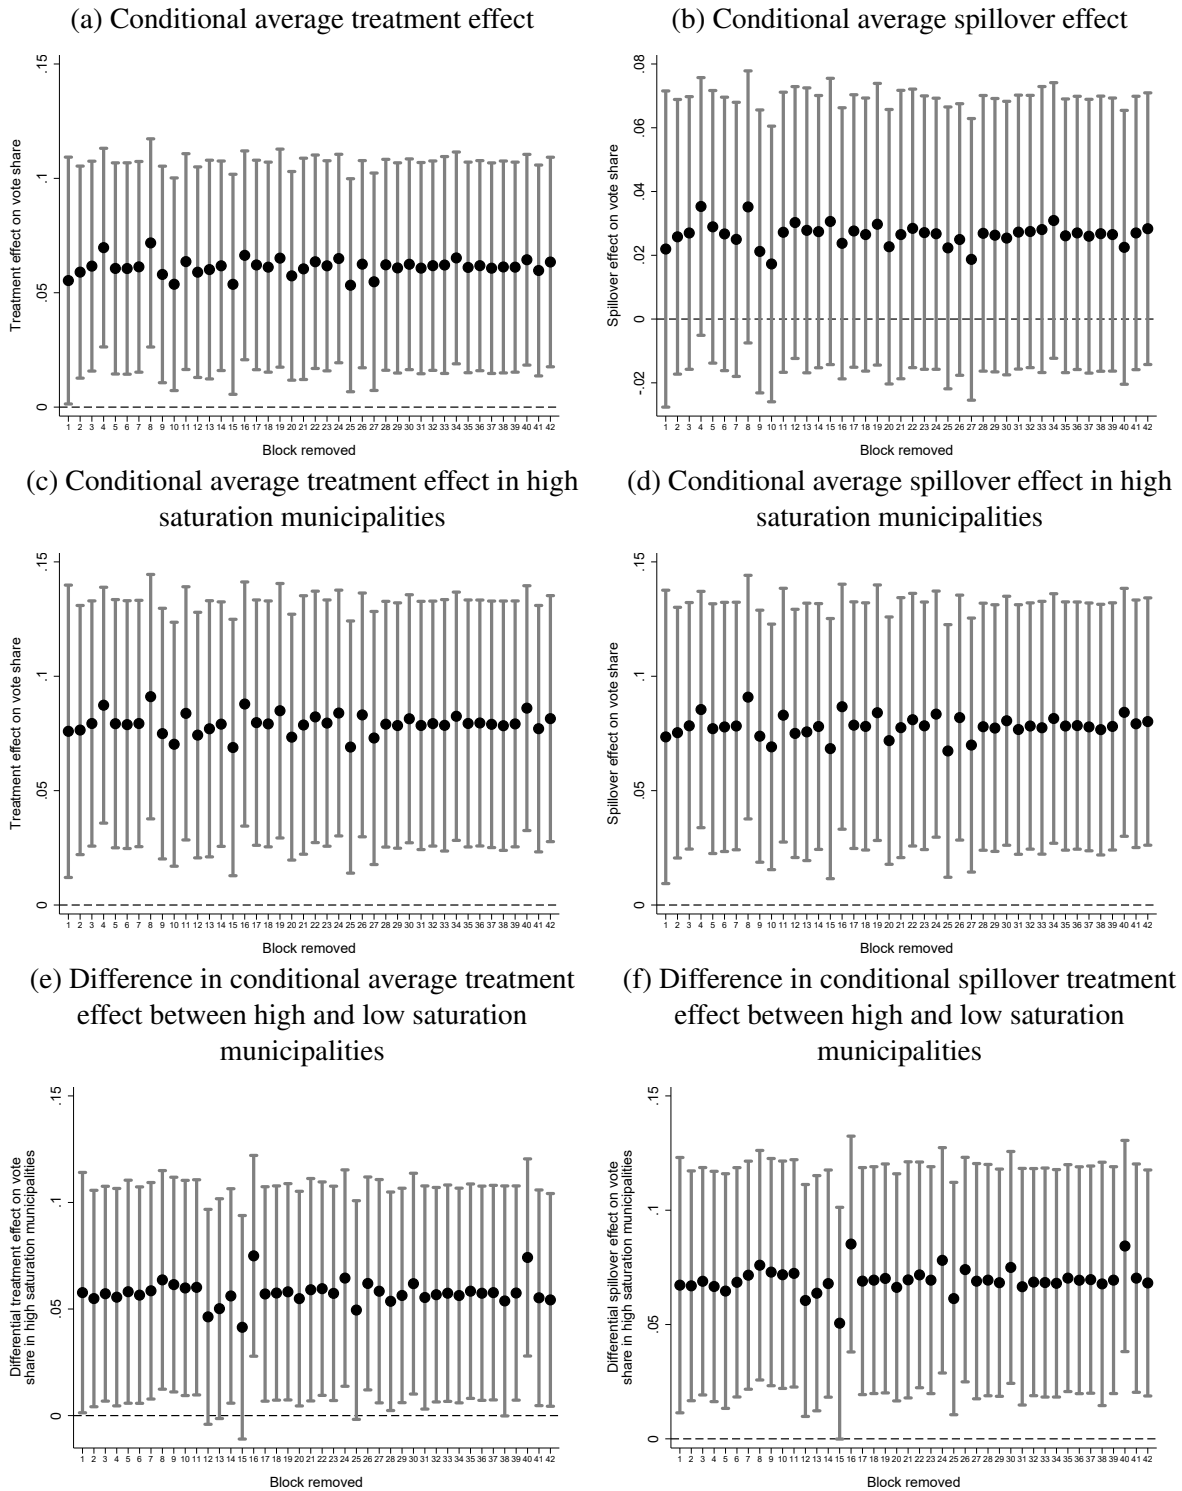 (a) Conditional average treatment effect
.15
.1
.05
0
Treatment effect on vote share
1 2 3 4 5 6 7 8 9 10 11 12 13 14 15 16 17 18 19 20 21 22 23 24 25 26 27 28 29 30 31 32 33 34 35 36 37 38 39 40 41 42
Block removed
(b) Conditional average spillover effect
.08
.06
.04
.02
0
-.02
Spillover effect on vote share
1 2 3 4 5 6 7 8 9 10 11 12 13 14 15 16 17 18 19 20 21 22 23 24 25 26 27 28 29 30 31 32 33 34 35 36 37 38 39 40 41 42
Block removed
(c) Conditional average treatment effect in high
saturation municipalities
.15
.1
.05
0
Treatment effect on vote share
1 2 3 4 5 6 7 8 9 10 11 12 13 14 15 16 17 18 19 20 21 22 23 24 25 26 27 28 29 30 31 32 33 34 35 36 37 38 39 40 41 42
Block removed
(d) Conditional average spillover effect in high
saturation municipalities
.15
.1
.05
0
Spillover effect on vote share
1 2 3 4 5 6 7 8 9 10 11 12 13 14 15 16 17 18 19 20 21 22 23 24 25 26 27 28 29 30 31 32 33 34 35 36 37 38 39 40 41 42
Block removed
(e) Difference in conditional average treatment
effect between high and low saturation
municipalities
.15
.1
.05
0
Differential treatment effect on vote
share in high saturation municipalities
1 2 3 4 5 6 7 8 9 10 11 12 13 14 15 16 17 18 19 20 21 22 23 24 25 26 27 28 29 30 31 32 33 34 35 36 37 38 39 40 41 42
Block removed
(f) Difference in conditional spillover treatment
effect between high and low saturation
municipalities
.15
.1
.05
0
Differential spillover effect on vote
share in high saturation municipalities
1 2 3 4 5 6 7 8 9 10 11 12 13 14 15 16 17 18 19 20 21 22 23 24 25 26 27 28 29 30 31 32 33 34 35 36 37 38 39 40 41 42
Block removed